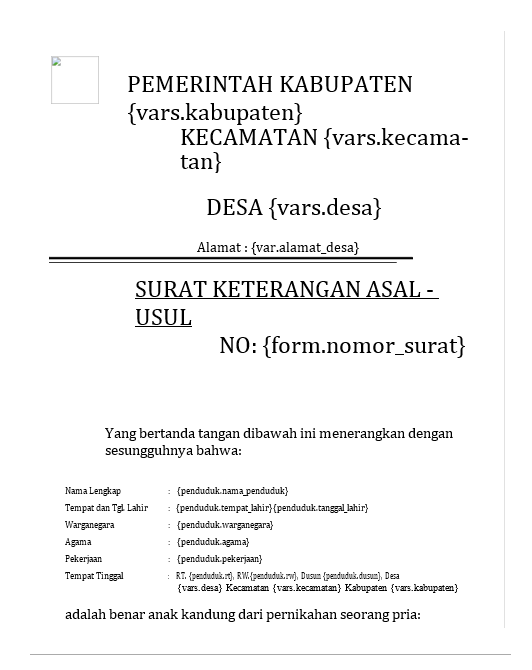 PEMERINTAH KABUPATEN
{vars.kabupaten}
KECAMATAN {vars.kecama-
tan}
DESA {vars.desa}
Alamat : {var.alamat_desa}
SURAT KETERANGAN ASAL -
USUL
NO: {form.nomor_surat}
Yang bertanda tangan dibawah ini menerangkan dengan
sesungguhnya bahwa:
Nama Lengkap : {penduduk.nama_penduduk}
Tempat dan Tgl. Lahir : {penduduk.tempat_lahir}{penduduk.tanggal_lahir}
Warganegara : {penduduk.warganegara}
Agama : {penduduk.agama}
Pekerjaan : {penduduk.pekerjaan}
Tempat Tinggal : RT. {penduduk.rt}, RW.{penduduk.rw}, Dusun {penduduk.dusun}, Desa
{vars.desa} Kecamatan {vars.kecamatan} Kabupaten {vars.kabupaten}
adalah benar anak kandung dari pernikahan seorang pria: